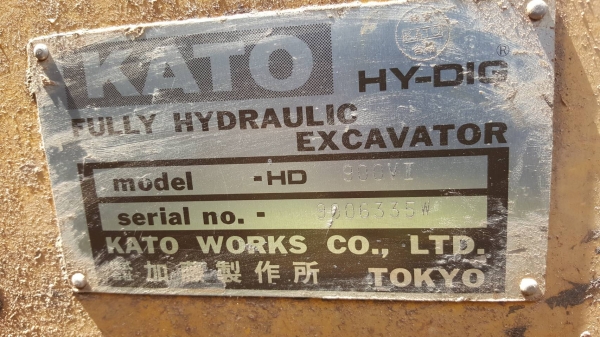 KATO
HY-DIG ®
FULLY HYDRAULIC
EXCAVATOR
model - HD
serial no. -
KATO WORKS CO., LTD.
加藤製作所 TOKYO